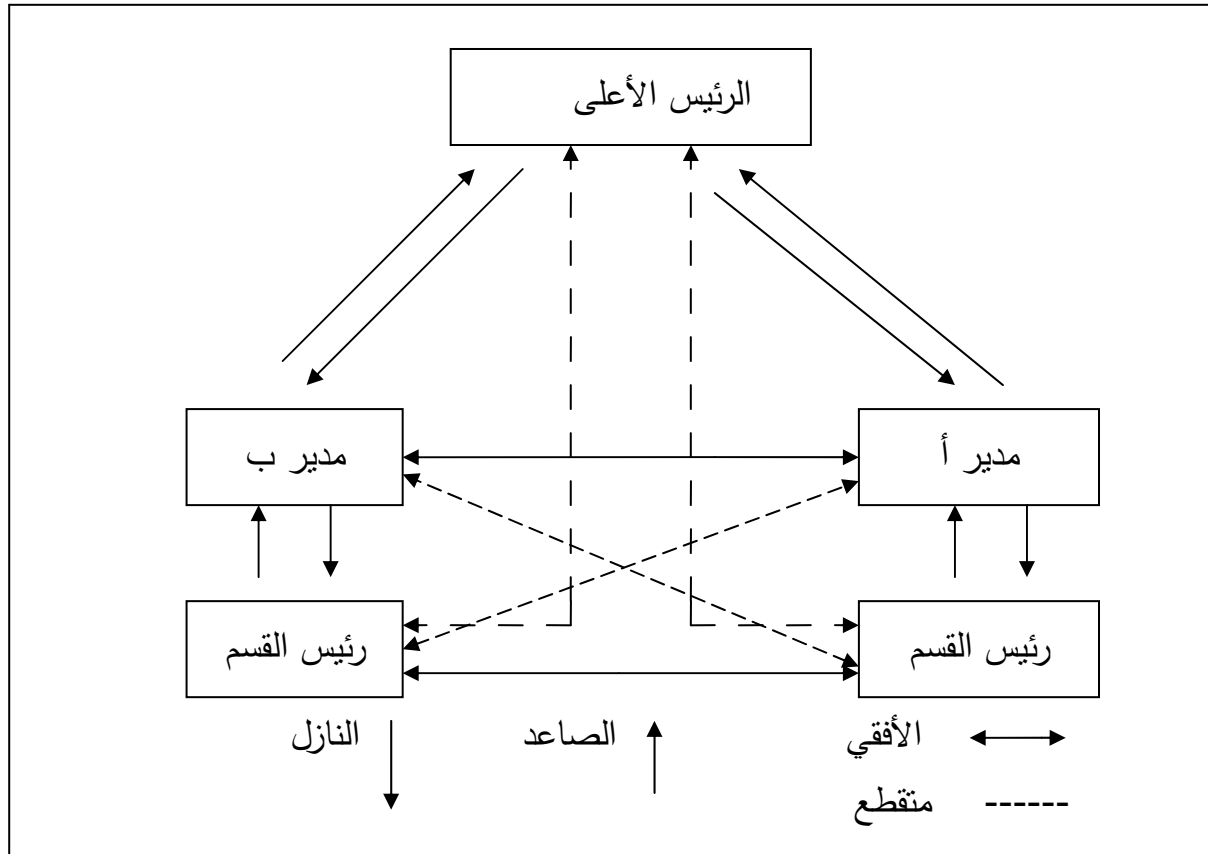 الرئيس الأعلى
مدير أ
مدير ب
رئيس القسم
رئيس القسم
الأفقي
الصاعد
النازل
متقطع